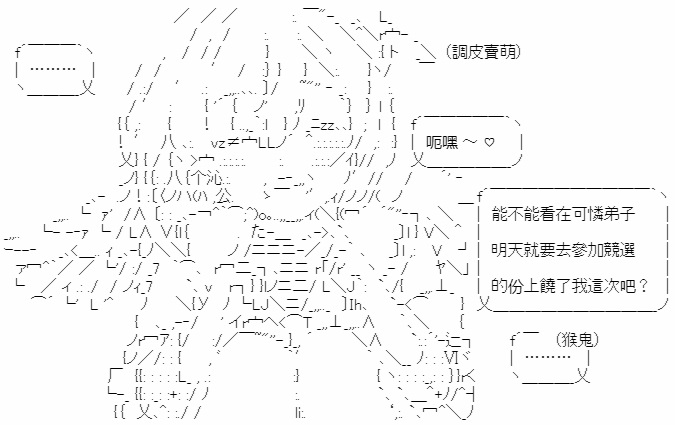 (調皮賣萌)
………
呃嘿~♡
能不能看在可憐弟子
明天就要去參加競選
的份上饒了我這次吧?
(猴鬼)
………